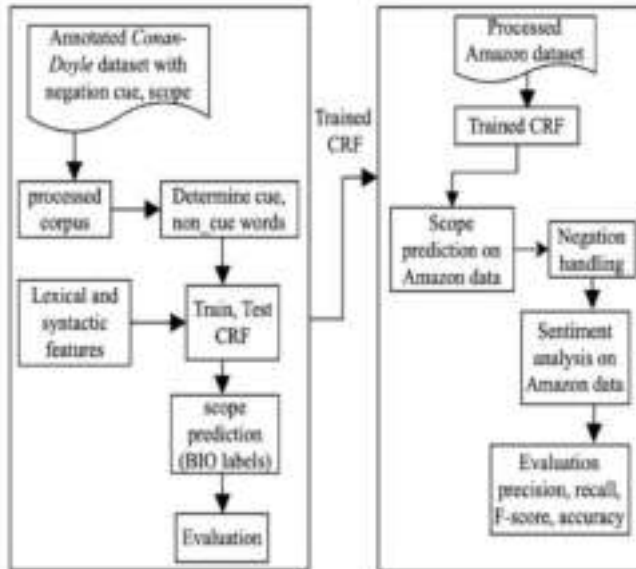 Annotated Conan-
Doyle dataset with
negation cue, scope
processed
corpus
Determine cue,
non_cue words
Lexical and
syntactic
features
Train, Test
CRF
scope
prediction
(BIO labels)
Evaluation
Trained
CRF
Processed
Amazon dataset
Trained CRF
Scope
prediction on
Amazon data
Negation
handling
Sentiment
analysis on
Amazon data
Evaluation
precision, recall,
F-score, accuracy